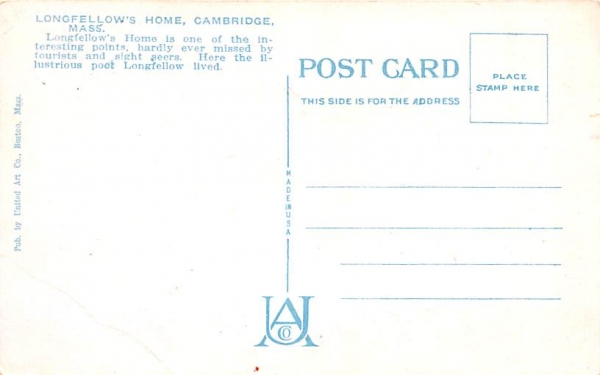 LONGFELLOW'S HOME, CAMBRIDGE,
MASS.
Longfellow's Home is one of the in-
teresting points, hardly ever missed by
tourists and sight seers. Here the il-
lustrious poet Longfellow lived.
Pub. by United Art Co., Boston, Mass.
MADE IN USA
UA CO
POST CARD
THIS SIDE IS FOR THE ADDRESS
PLACE
STAMP HERE